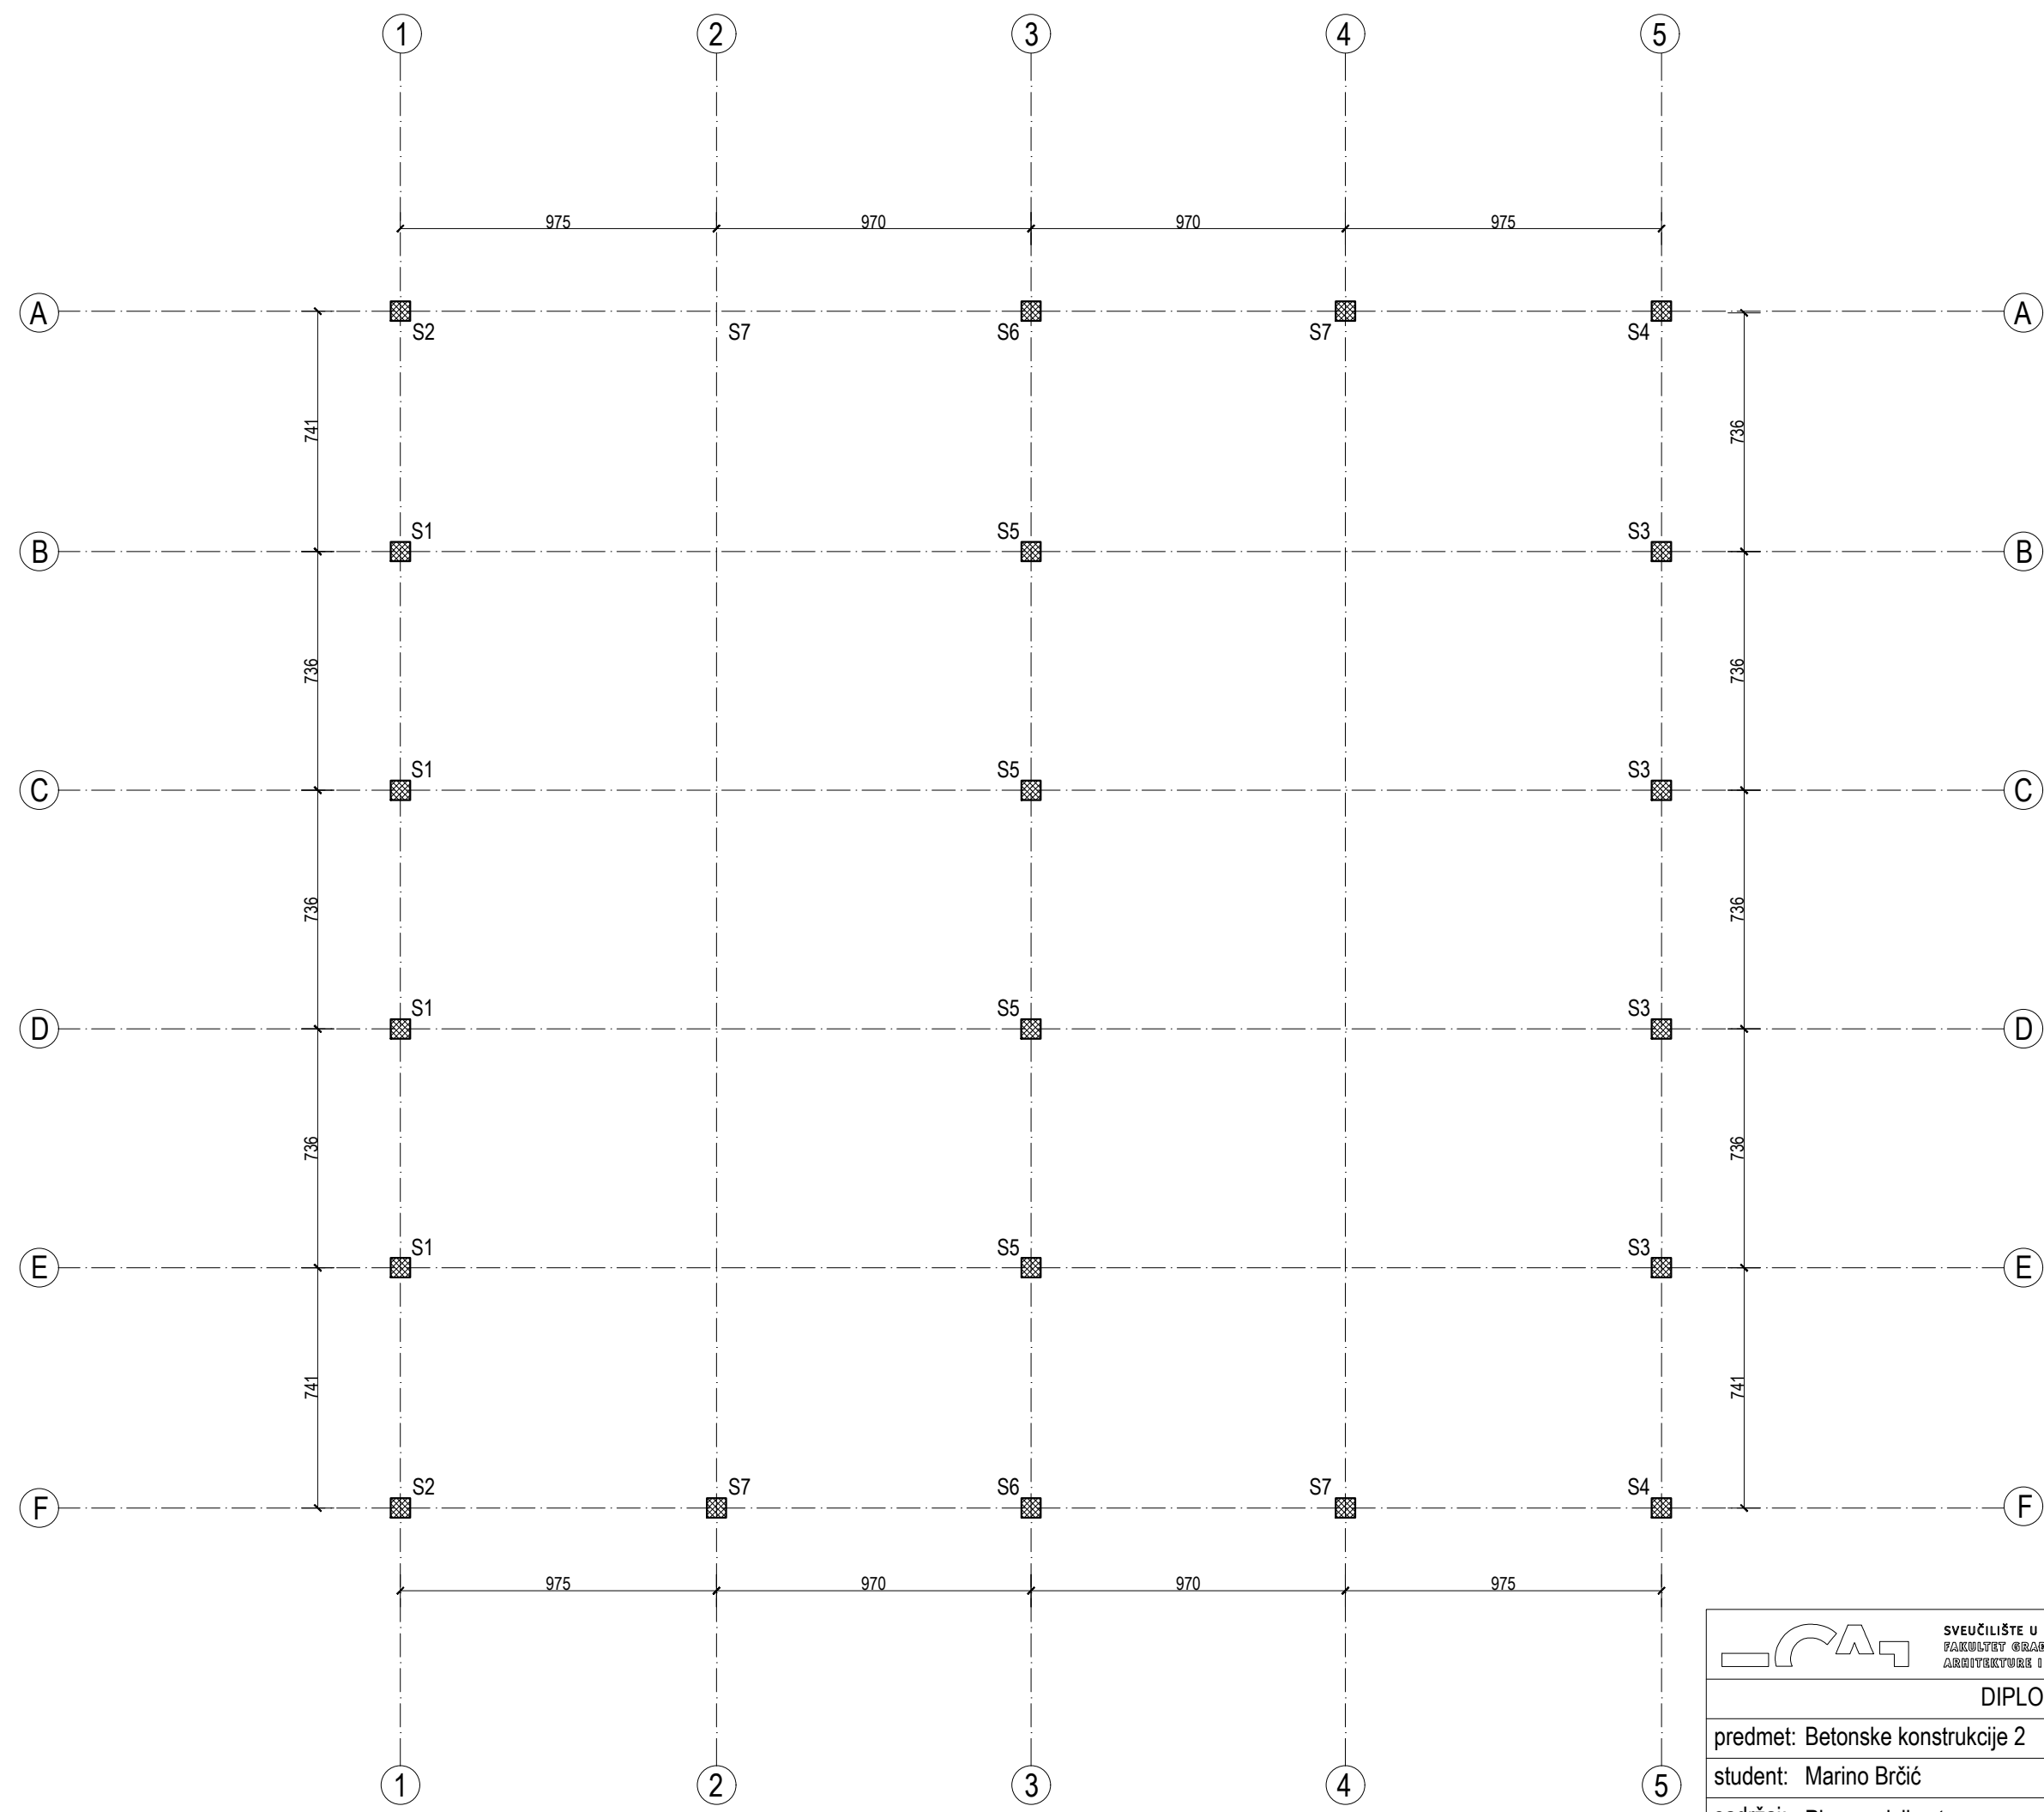 1 2 3 4 5
975 970 970 975
A A
S2 S7 S6 S7 S4
741 736
S1 S5 S3
B B
736 736
S1 S5 S3
C C
736 736
S1 S5 S3
D D
736 736
S1 S5 S3
E E
741 741
S2 S7 S6 S7 S4
F F
975 970 970 975
SVEUČILIŠTE U
FAKULTET GRAĐ
ARHITEKTURE I
DIPLO
predmet: Betonske konstrukcije 2
student: Marino Brčić
1 2 3 4 5